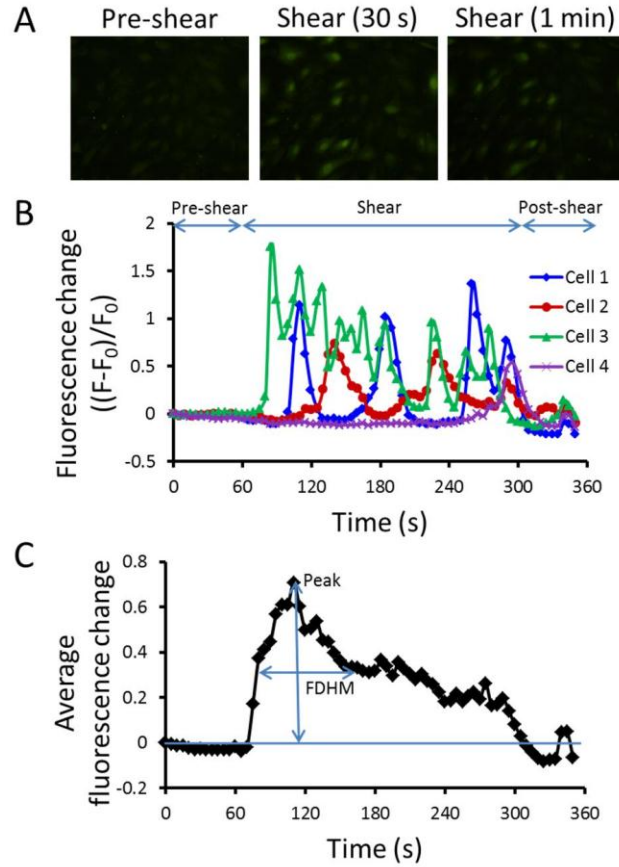 A
Pre-shear
Shear (30 s)
Shear (1 min)
B
Pre-shear
Shear
Post-shear
Fluorescence change
((F-F₀)/F₀)
2
1.5
1
0.5
0
-0.5
Cell 1
Cell 2
Cell 3
Cell 4
0 60 120 180 240 300 360
Time (s)
C
Average
fluorescence change
0.8
0.6
0.4
0.2
0
-0.2
Peak
FDHM
0 60 120 180 240 300 360
Time (s)